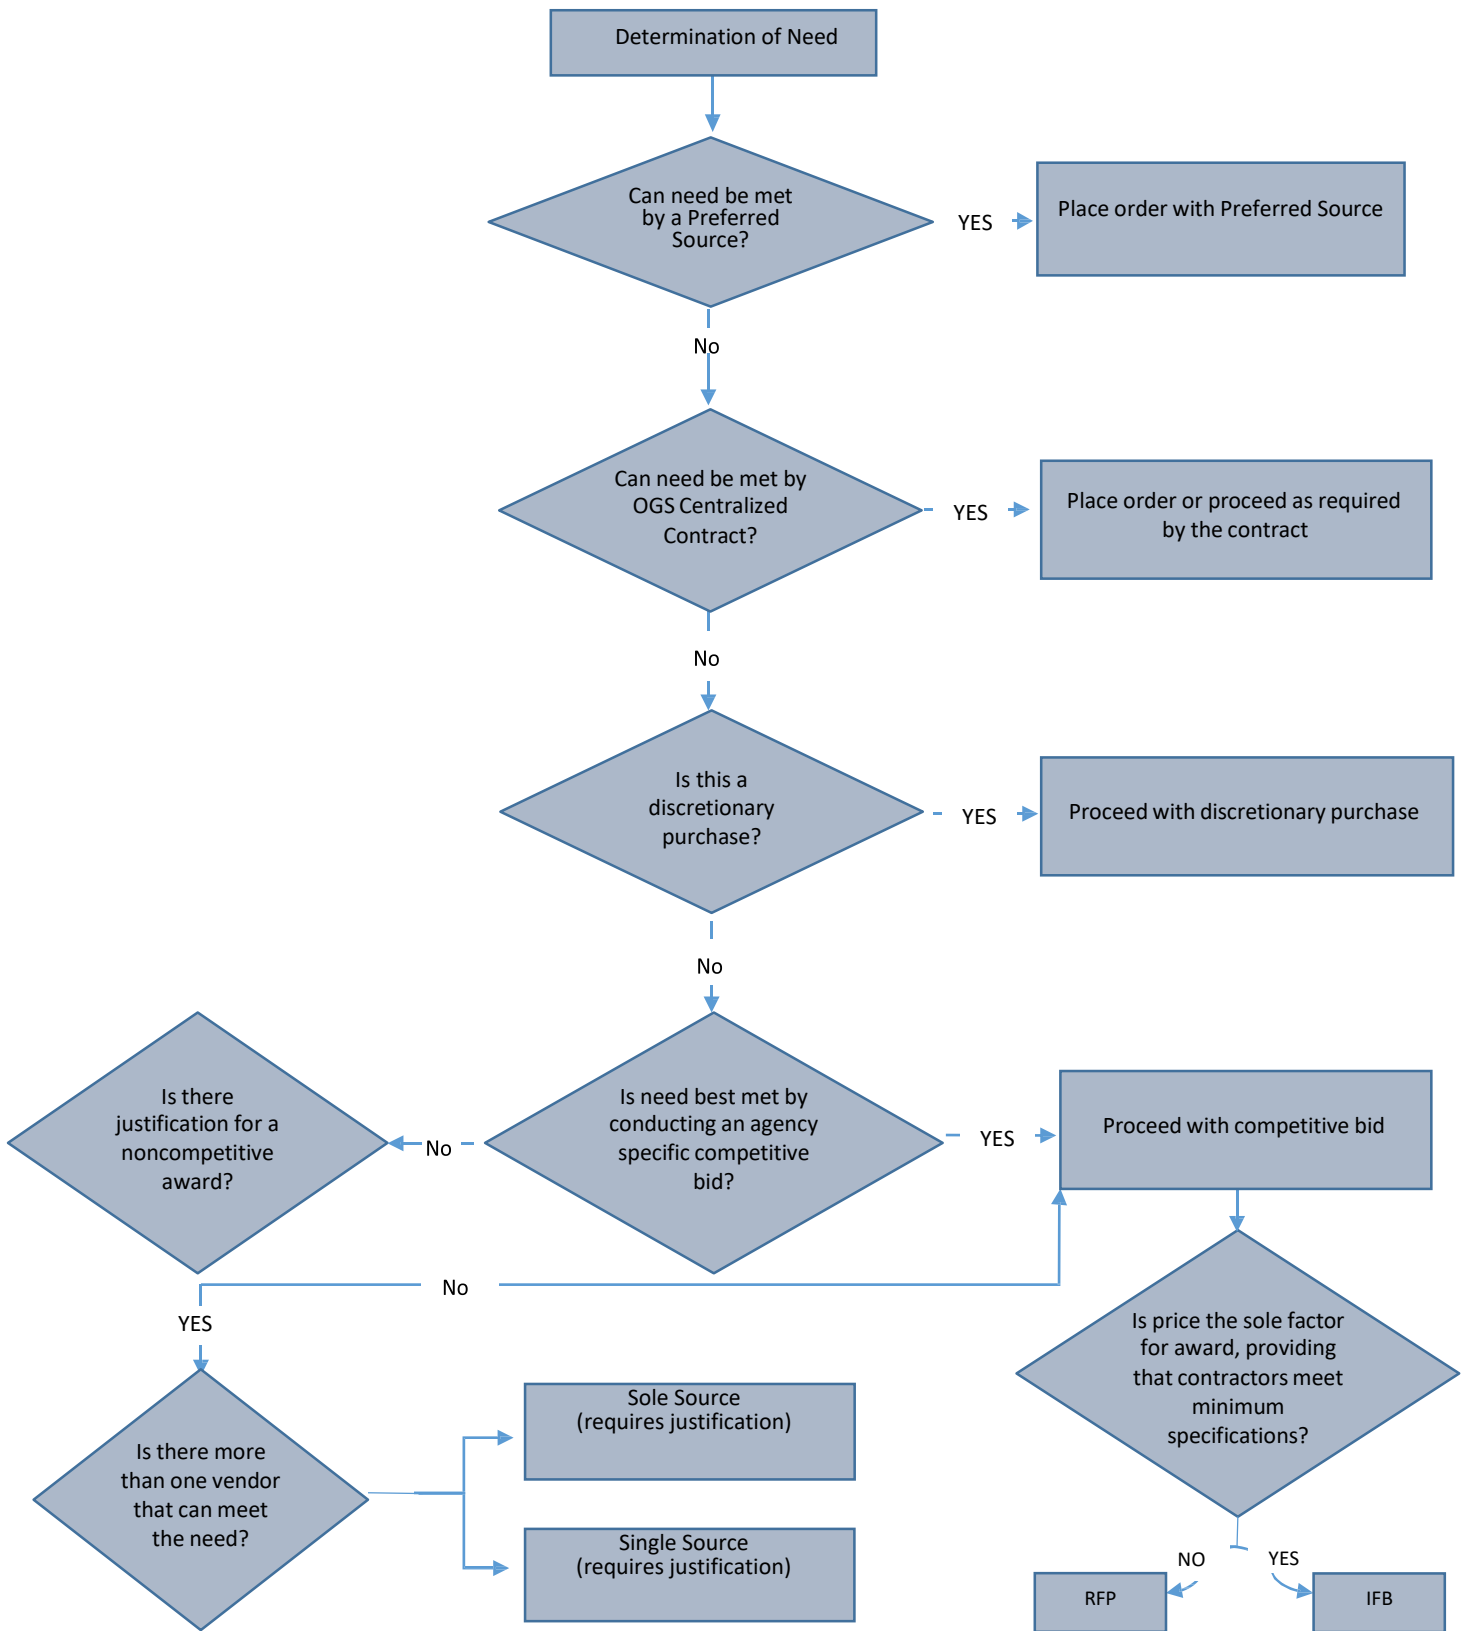 Determination of Need
Can need be met
by a Preferred
Source?
YES
Place order with Preferred Source
No
Can need be met by
OGS Centralized
Contract?
YES
Place order or proceed as required
by the contract
No
Is this a
discretionary
purchase?
YES
Proceed with discretionary purchase
No
Is there
justification for a
noncompetitive
award?
No
Is need best met by
conducting an agency
specific competitive
bid?
YES
Proceed with competitive bid
No
YES
Is price the sole factor
for award, providing
that contractors meet
minimum
specifications?
Is there more
than one vendor
that can meet
the need?
Sole Source
(requires justification)
Single Source
(requires justification)
NO
YES
RFP
IFB